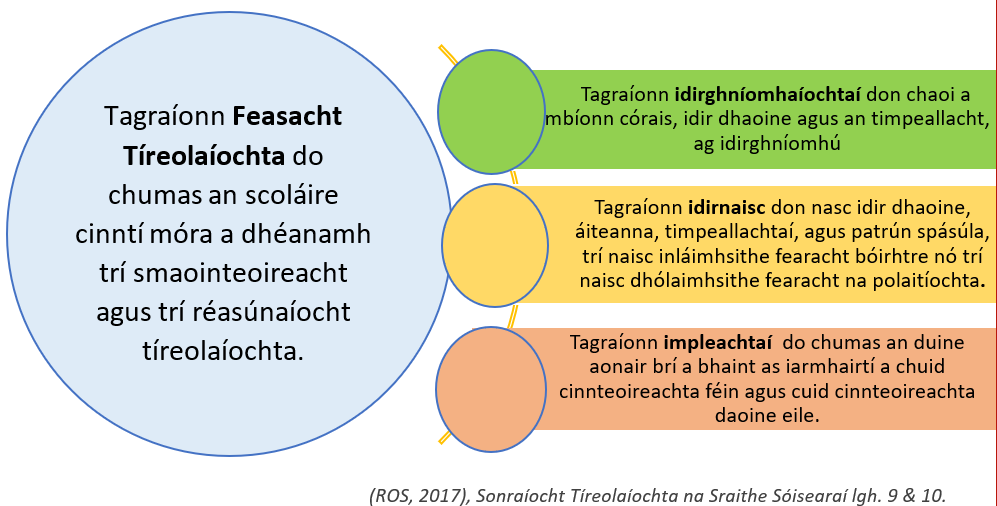 Tagraíonn Feasacht
Tíreolaíochta do
chumas an scoláire
cinntí móra a dhéanamh
trí smaointeoireacht
agus trí réasúnaíocht
tíreolaíochta.
Tagraíonn idirghníomhaíochtaí don chaoi a
mbíonn córais, idir dhaoine agus an timpeallacht,
ag idirghníomhú
Tagraíonn idirnaisc don nasc idir dhaoine,
áiteanna, timpeallachtaí, agus patrún spásúla,
trí naisc inláimhsithe fearacht bóirhtre nó trí
naisc dhólaimhsithe fearacht na polaitíochta.
Tagraíonn impleachtaí do chumas an duine
aonair brí a bhaint as iarmhairtí a chuid
cinnteoireachta féin agus cuid cinnteoireachta
daoine eile.
(ROS, 2017), Sonraíocht Tíreolaíochta na Sraithe Sóisearaí lgh. 9 & 10.